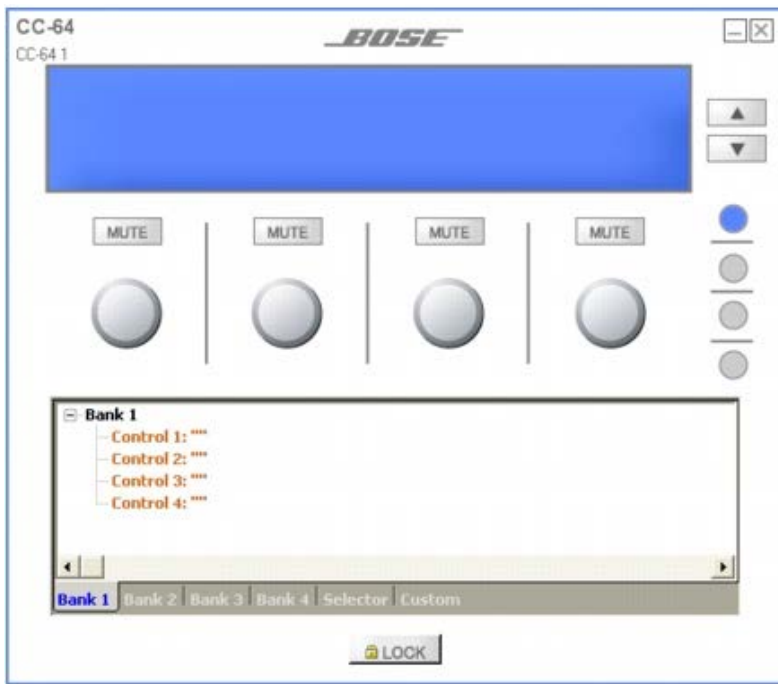 CC-64
BOSE
CC-64 1
MUTE MUTE MUTE MUTE
Bank 1
Control 1: ""
Control 2: ""
Control 3: ""
Control 4: ""
Bank 1 Bank 2 Bank 3 Bank 4 Selector Custom
LOCK